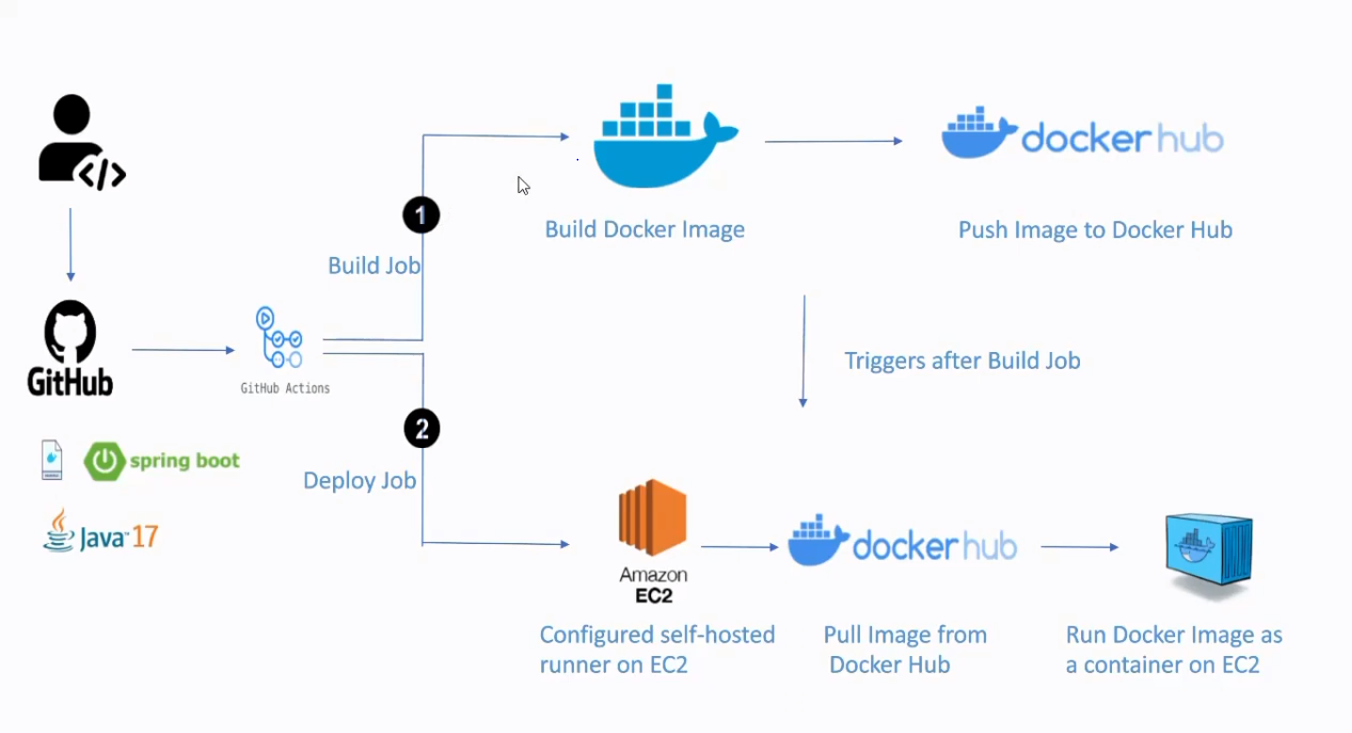 docker hub
1
Build Docker Image
Push Image to Docker Hub
Build Job
GitHub
GitHub Actions
Triggers after Build Job
2
spring boot
Deploy Job
Java™ 17
docker hub
Amazon
EC2
Configured self-hosted
runner on EC2
Pull Image from
Docker Hub
Run Docker Image as
a container on EC2